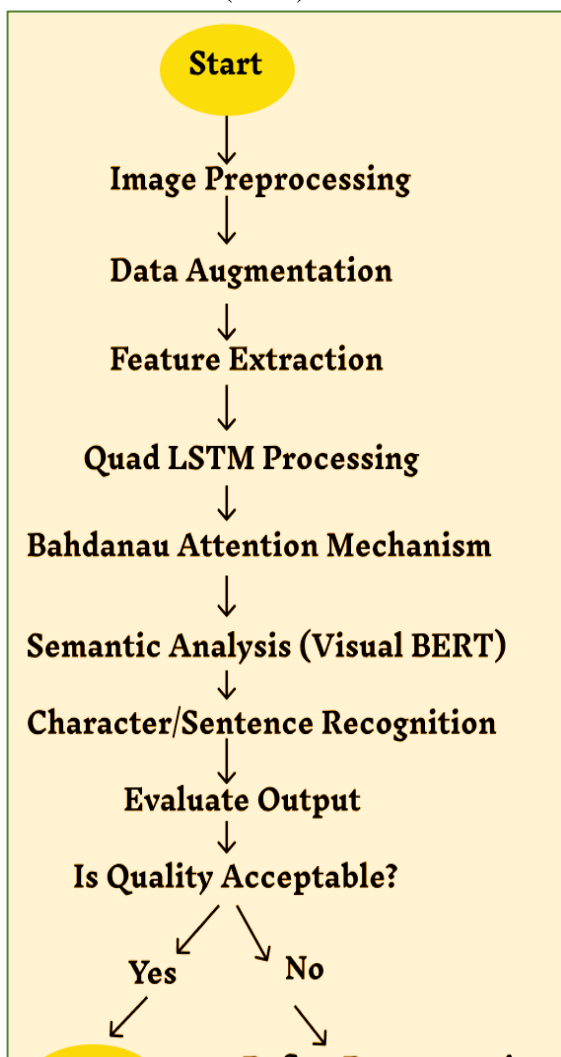 Start
Image Preprocessing
Data Augmentation
Feature Extraction
Quad LSTM Processing
Bahdanau Attention Mechanism
Semantic Analysis (Visual BERT)
Character/Sentence Recognition
Evaluate Output
Is Quality Acceptable?
Yes
No